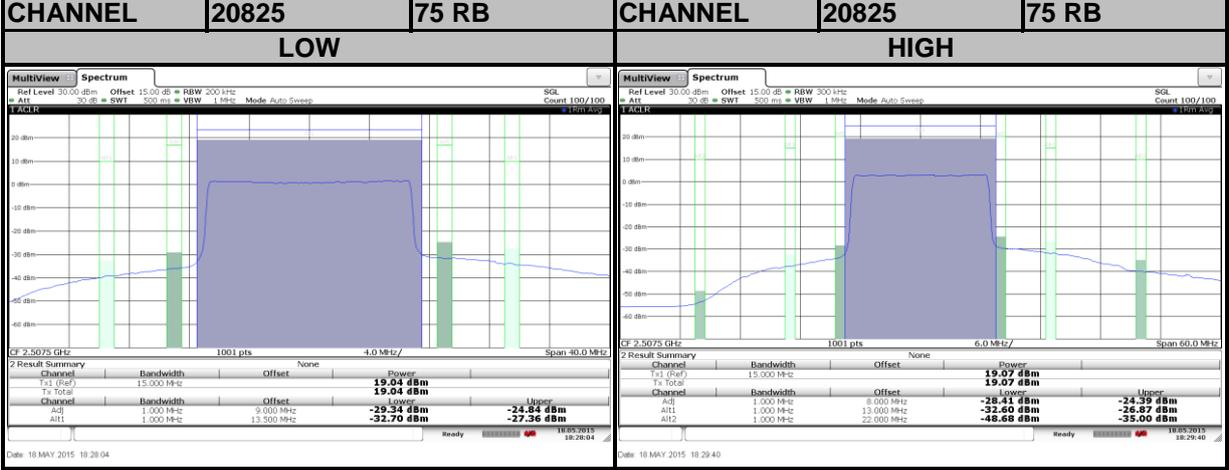 CHANNEL 20825 75 RB CHANNEL 20825 75 RB
LOW HIGH
MultiView Spectrum
Ref Level 30.00 dBm Offset 15.00 dB RBW 200 kHz SGL
Att 30 dB SWT 500 ms VBW 1 MHz Mode Auto Sweep Count 100/100
1 ACLR 1Rm Avg
20 dBm
10 dBm
0 dBm
-10 dBm
-20 dBm
-30 dBm
-40 dBm
-50 dBm
-60 dBm
CF 2.5075 GHz 1001 pts 4.0 MHz/ Span 40.0 MHz
2 Result Summary None
Channel Bandwidth Offset Power
Tx1 (Ref) 15.000 MHz 19.04 dBm
Tx Total 19.04 dBm
Channel Bandwidth Offset Lower Upper
Adj 1.000 MHz 9.000 MHz -29.34 dBm -24.84 dBm
Alt1 1.000 MHz 13.500 MHz -32.70 dBm -27.36 dBm
Ready 18.05.2015
18:28:04
Date: 18.MAY.2015 18:28:04
MultiView Spectrum
Ref Level 30.00 dBm Offset 15.00 dB RBW 300 kHz SGL
Att 30 dB SWT 500 ms VBW 1 MHz Mode Auto Sweep Count 100/100
1 ACLR 1Rm Avg
20 dBm
10 dBm
0 dBm
-10 dBm
-20 dBm
-30 dBm
-40 dBm
-50 dBm
-60 dBm
CF 2.5075 GHz 1001 pts 6.0 MHz/ Span 60.0 MHz
2 Result Summary None
Channel Bandwidth Offset Power
Tx1 (Ref) 15.000 MHz 19.07 dBm
Tx Total 19.07 dBm
Channel Bandwidth Offset Lower Upper
Adj 1.000 MHz 8.000 MHz -28.41 dBm -24.39 dBm
Alt1 1.000 MHz 13.000 MHz -32.60 dBm -26.87 dBm
Alt2 1.000 MHz 22.000 MHz -48.68 dBm -35.00 dBm
Ready 18.05.2015
18:29:40
Date: 18.MAY.2015 18:29:40